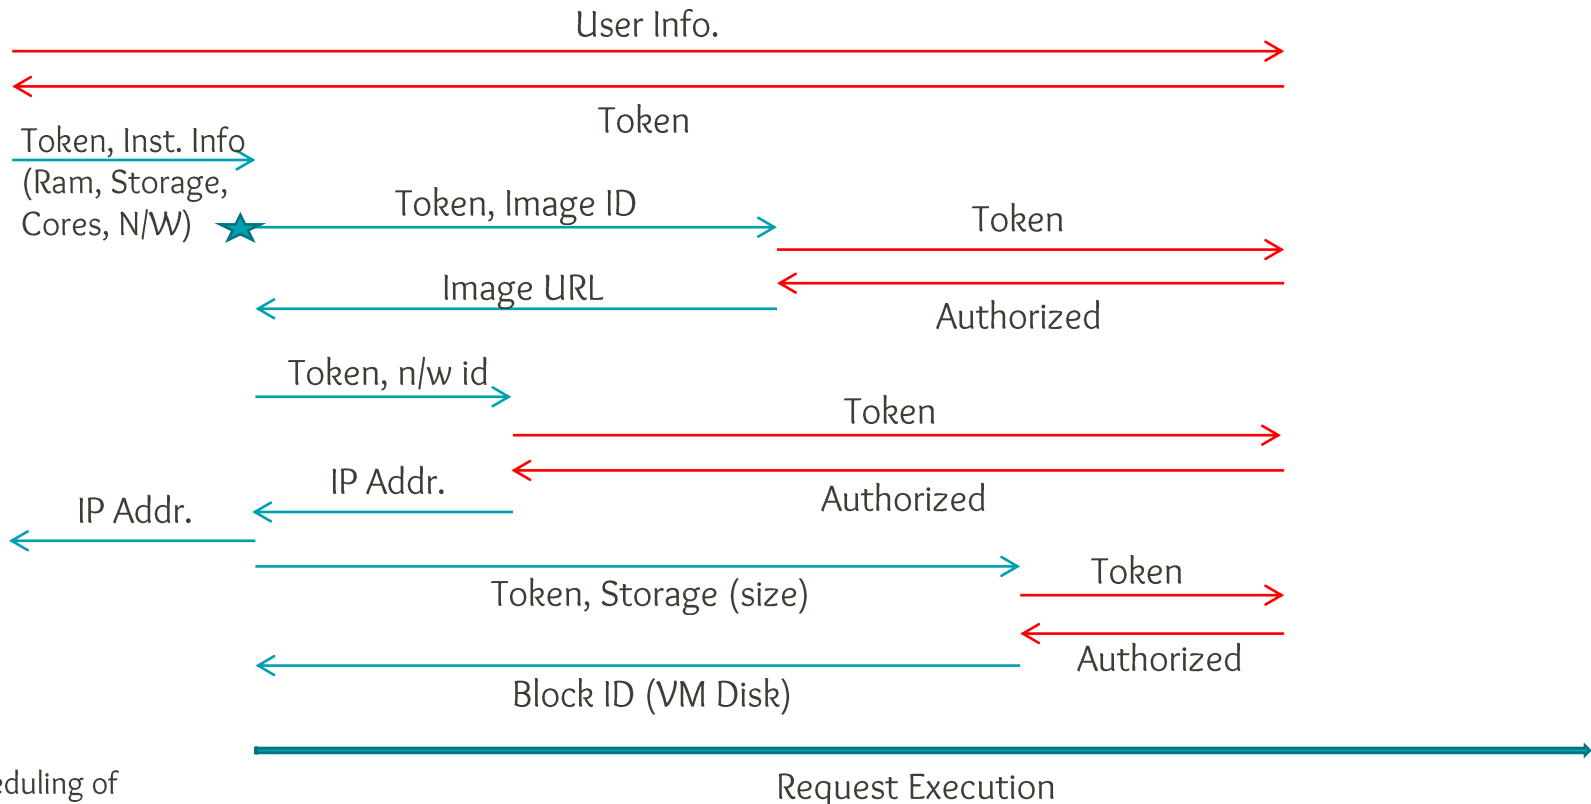 User Info.
Token
Token, Inst. Info
(Ram, Storage,
Cores, N/W)
Token, Image ID
Token
Image URL
Authorized
Token, n/w id
Token
IP Addr.
Authorized
IP Addr.
Token
Token, Storage (size)
Authorized
Block ID (VM Disk)
of
Request Execution